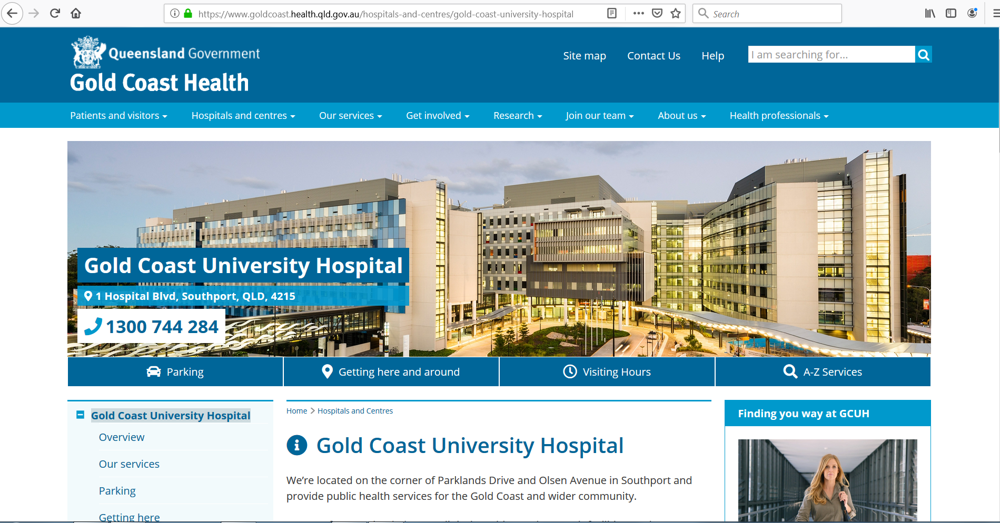 https://www.goldcoast.health.qld.gov.au/hospitals-and-centres/gold-coast-university-hospital
Search
Queensland Government
Gold Coast Health
Site map
Contact Us
Help
I am searching for...
Patients and visitors
Hospitals and centres
Our services
Get involved
Research
Join our team
About us
Health professionals
Gold Coast University Hospital
1 Hospital Blvd, Southport, QLD, 4215
1300 744 284
Parking
Getting here and around
Visiting Hours
A-Z Services
Gold Coast University Hospital
Overview
Our services
Parking
Getting here
Home > Hospitals and Centres
Gold Coast University Hospital
We’re located on the corner of Parklands Drive and Olsen Avenue in Southport and
provide public health services for the Gold Coast and wider community.
Finding you way at GCUH